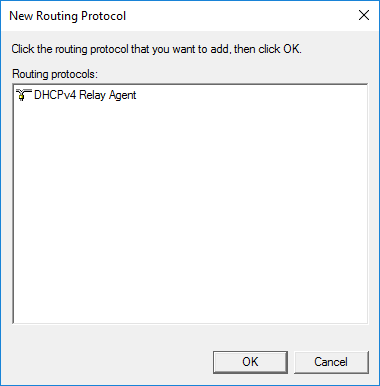 New Routing Protocol
Click the routing protocol that you want to add, then click OK.
Routing protocols:
DHCPv4 Relay Agent
OK
Cancel